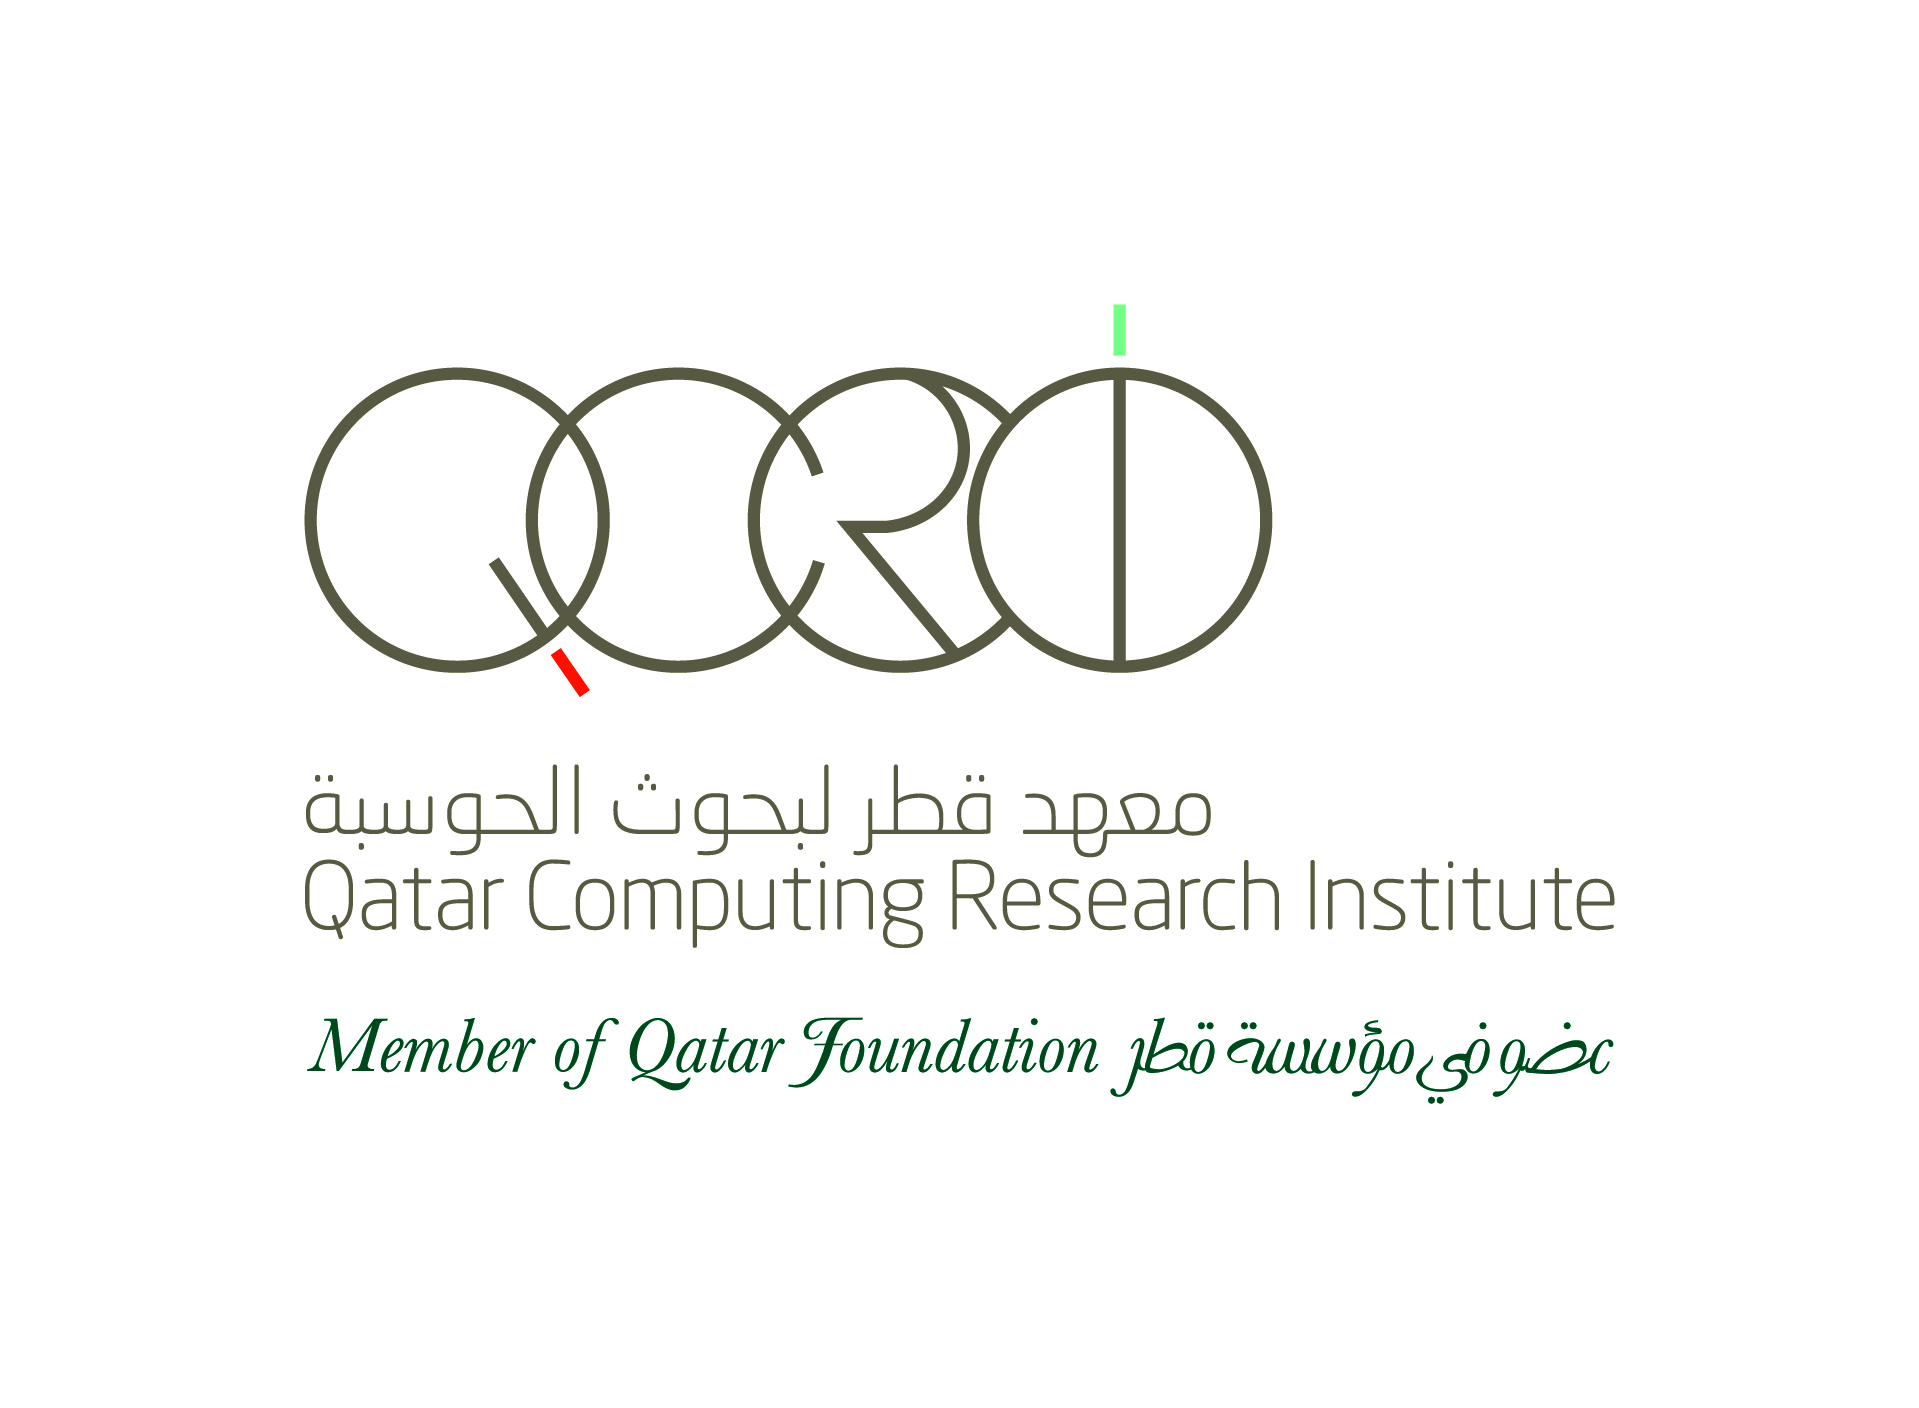 QCRI
معهد قطر لبحوث الحوسبة
Qatar Computing Research Institute
Member of Qatar Foundation عضو في مؤسسة قطر